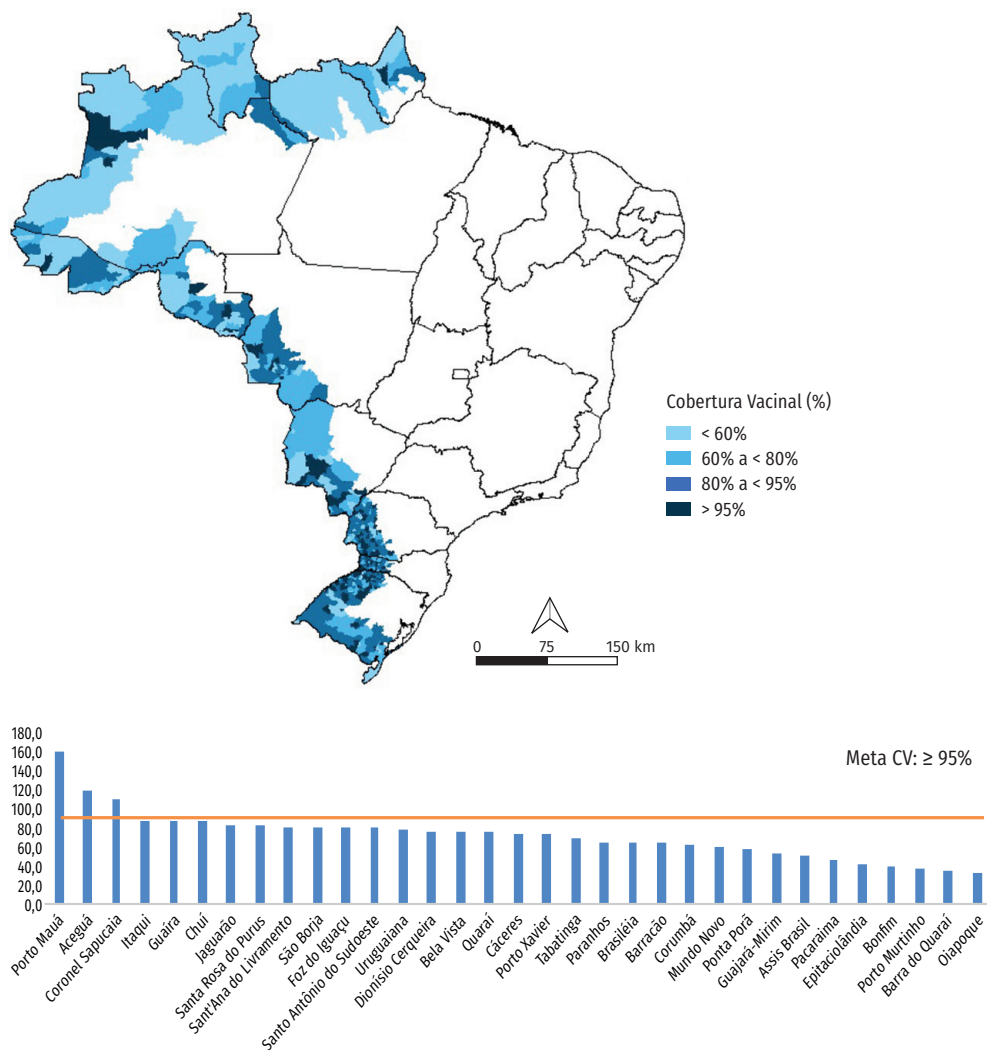 Cobertura Vacinal (%)
< 60%
60% a < 80%
80% a < 95%
> 95%
0 75 150 km
Meta CV: ≥ 95%
180,0
160,0
140,0
120,0
100,0
80,0
60,0
40,0
20,0
0,0
Porto Mauá
Aceguá
Coronel Sapucaia
Itaqui
Guaíra
Chuí
Jaguarão
Santa Rosa do Purus
Sant'Ana do Livramento
São Borja
Foz do Iguaçu
Santo Antônio do Sudoeste
Uruguaiana
Dionísio Cerqueira
Bela Vista
Quaraí
Cáceres
Porto Xavier
Tabatinga
Paranhos
Brasiléia
Barracão
Corumbá
Mundo Novo
Ponta Porã
Guajará-Mirim
Assis Brasil
Pacaraima
Epitaciolândia
Bonfim
Porto Murtinho
Barra do Quaraí
Oiapoque